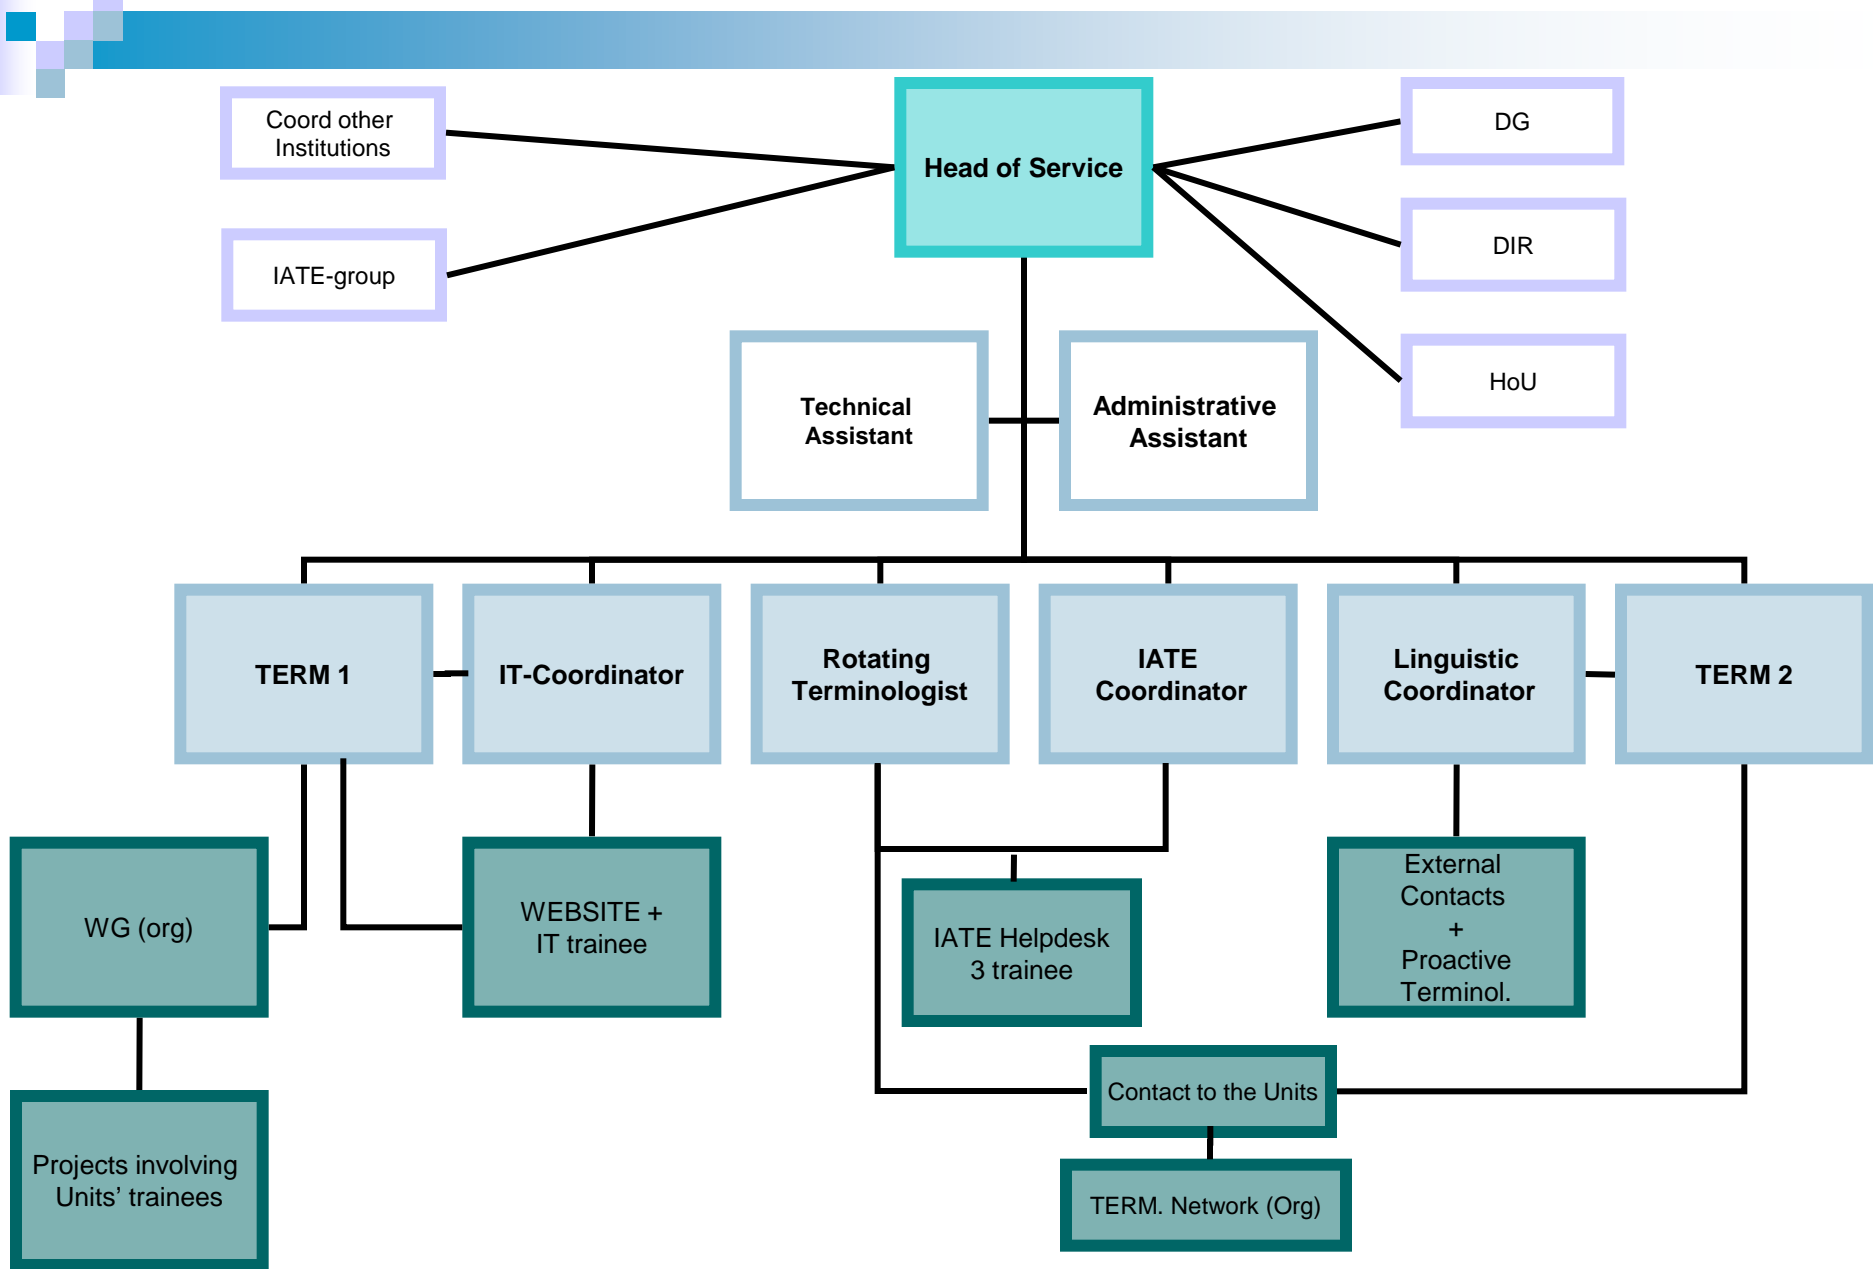 Coord other
Institutions
Head of Service
DG
IATE-group
DIR
HoU
Technical
Assistant
Administrative
Assistant
TERM 1
IT-Coordinator
Rotating
Terminologist
IATE
Coordinator
Linguistic
Coordinator
TERM 2
WG (org)
WEBSITE +
IT trainee
IATE Helpdesk
3 trainee
External
Contacts
+
Proactive
Terminol.
Contact to the Units
Projects involving
Units’ trainees
TERM. Network (Org)